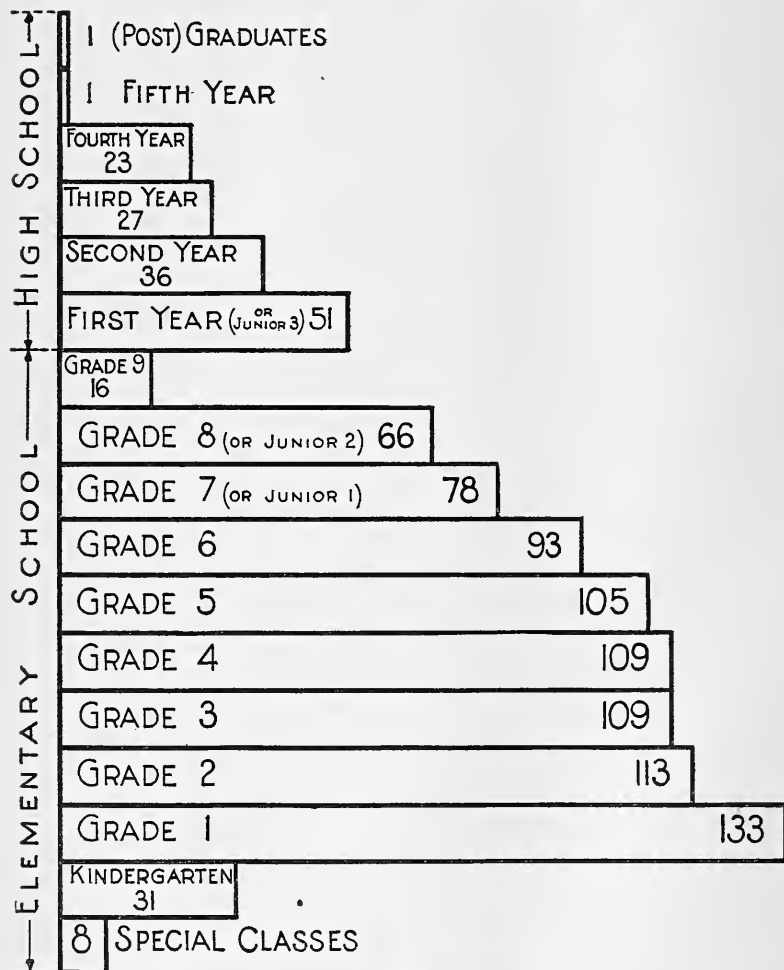 HIGH SCHOOL
1 (POST) GRADUATES
1 FIFTH YEAR
FOURTH YEAR
23
THIRD YEAR
27
SECOND YEAR
36
FIRST YEAR (OR JUNIOR 3) 51
ELEMENTARY SCHOOL
GRADE 9
16
GRADE 8 (OR JUNIOR 2) 66
GRADE 7 (OR JUNIOR 1) 78
GRADE 6 93
GRADE 5 105
GRADE 4 109
GRADE 3 109
GRADE 2 113
GRADE 1 133
KINDERGARTEN
31
8 SPECIAL CLASSES